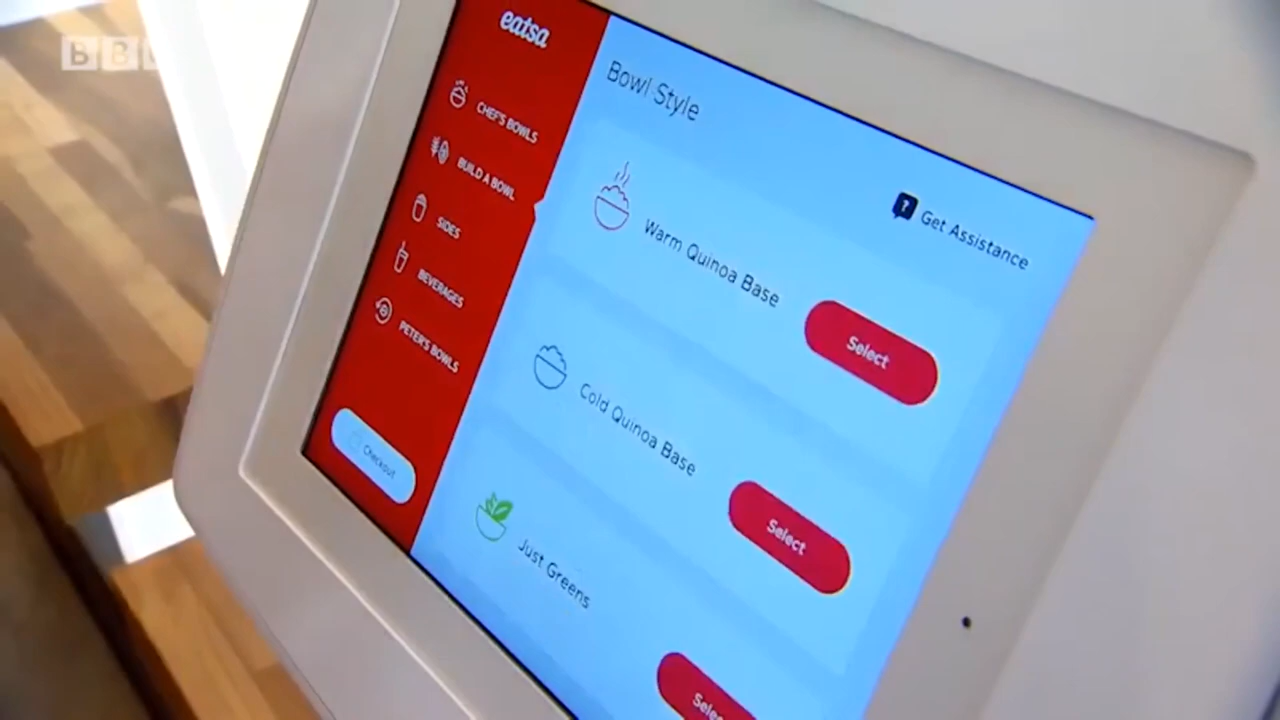 BBC
eatsa
CHEF'S BOWLS
BUILD A BOWL
SIDES
BEVERAGES
PETER'S BOWLS
Checkout
Bowl Style
Get Assistance
Warm Quinoa Base
Select
Cold Quinoa Base
Select
Just Greens
Select